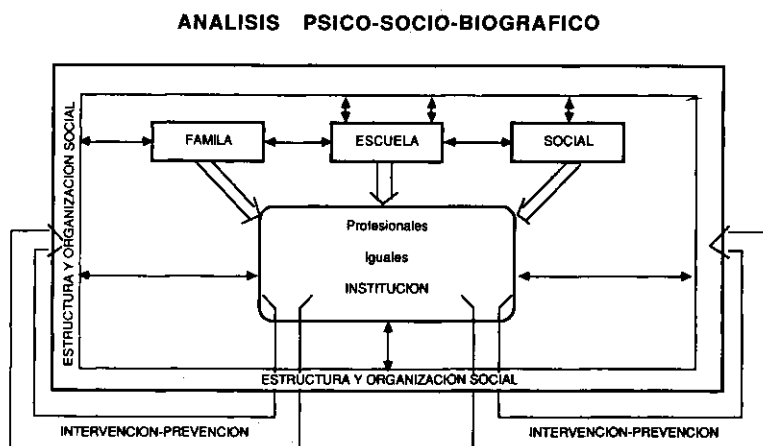 ANALISIS PSICO-SOCIO-BIOGRAFICO
ESTRUCTURA Y ORGANIZACION SOCIAL
FAMILA
ESCUELA
SOCIAL
Profesionales
Iguales
INSTITUCION
ESTRUCTURA Y ORGANIZACION SOCIAL
INTERVENCION-PREVENCION
INTERVENCION-PREVENCION